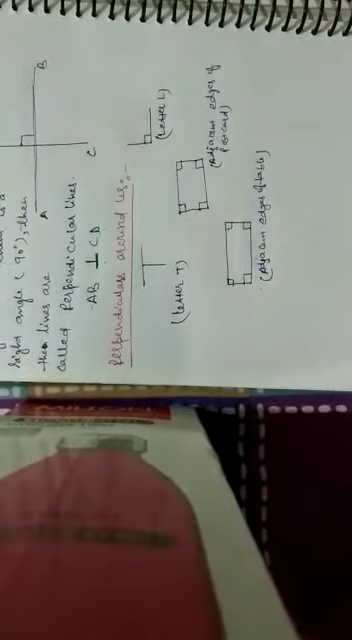 right angle (90°), then
the lines are
called Perpendicular lines.
AB ⊥ CD
A
B
C
Perpendiculars around us:-
(Letter T)
(Letter L)
(Adjacent edges of
Postcard)
(Adjacent edges of table)